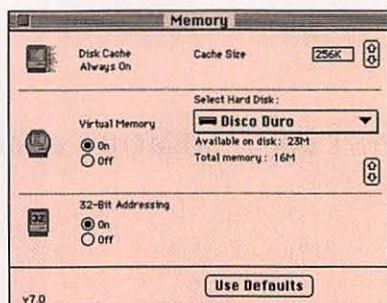 Memory
Disk Cache
Always On
Cache Size
256K
Select Hard Disk:
Virtual Memory
Disco Duro
On
Off
Available on disk: 23M
Total memory: 16M
32-Bit Addressing
32
On
Off
Use Defaults
v7.0